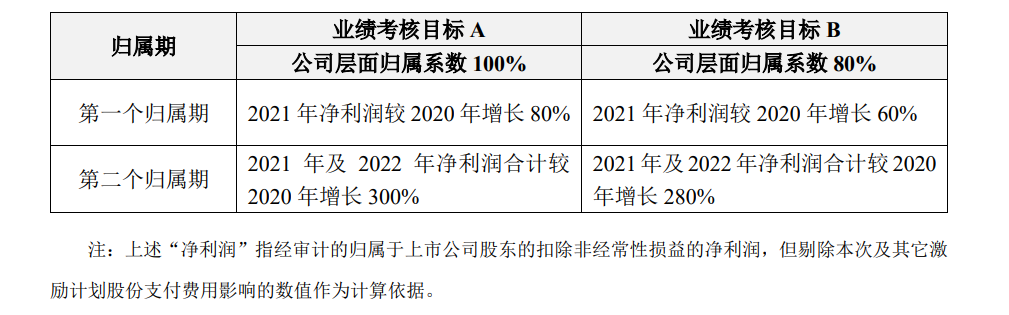 归属期
业绩考核目标 A
业绩考核目标 B
公司层面归属系数 100%
公司层面归属系数 80%
第一个归属期
2021 年净利润较 2020 年增长 80%
2021 年净利润较 2020 年增长 60%
第二个归属期
2021 年及 2022 年净利润合计较
2020 年增长 300%
2021 年及 2022 年净利润合计较 2020
年增长 280%
注：上述“净利润”指经审计的归属于上市公司股东的扣除非经常性损益的净利润，但剔除本次及其它激
励计划股份支付费用影响的数值作为计算依据。